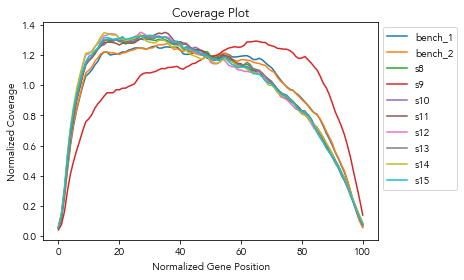 Coverage Plot
Normalized Coverage
1.4
1.2
1.0
0.8
0.6
0.4
0.2
0.0
0 20 40 60 80 100
Normalized Gene Position
bench_1
bench_2
s8
s9
s10
s11
s12
s13
s14
s15